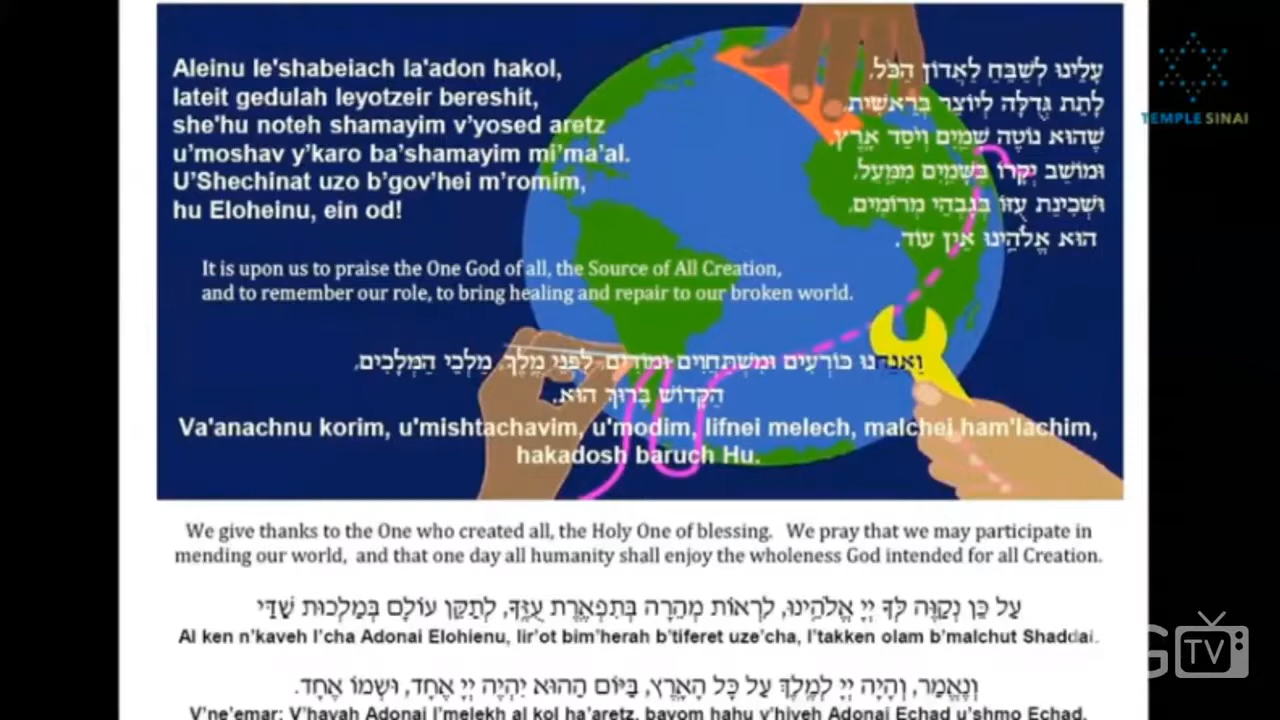 Aleinu le'shabeiach la'adon hakol,
lateit gedulah leyotzeir bereshit,
she'hu noteh shamayim v'yosed aretz
u'moshav y'karo ba'shamayim mi'ma'al.
U'Shechinat uzo b'gov'hei m'romim,
hu Eloheinu, ein od!
עָלֵינוּ לְשַׁבֵּחַ לַאֲדוֹן הַכֹּל,
לָתֵת גְּדֻלָּה לְיוֹצֵר בְּרֵאשִׁית,
שֶׁהוּא נוֹטֶה שָׁמַיִם וְיֹסֵד אָרֶץ,
וּמוֹשַׁב יְקָרוֹ בַּשָּׁמַיִם מִמַּעַל,
וּשְׁכִינַת עֻזּוֹ בְּגָבְהֵי מְרוֹמִים,
הוּא אֱלֹהֵינוּ אֵין עוֹד.
It is upon us to praise the One God of all, the Source of All Creation,
and to remember our role, to bring healing and repair to our broken world.
וַאֲנַחְנוּ כּוֹרְעִים וּמִשְׁתַּחֲוִים וּמוֹדִים, לִפְנֵי מֶלֶךְ, מַלְכֵי הַמְּלָכִים,
הַקָּדוֹשׁ בָּרוּךְ הוּא.
Va'anachnu korim, u'mishtachavim, u'modim, lifnei melech, malchei ham'lachim,
hakadosh baruch Hu.
We give thanks to the One who created all, the Holy One of blessing. We pray that we may participate in
mending our world, and that one day all humanity shall enjoy the wholeness God intended for all Creation.
עַל כֵּן נְקַוֶּה לְּךָ יְיָ אֱלֹהֵינוּ, לִרְאוֹת מְהֵרָה בְּתִפְאֶרֶת עֻזֶּךָ, לְתַקֵּן עוֹלָם בְּמַלְכוּת שַׁדַּי
Al ken n'kaveh l'cha Adonai Elohienu, lir'ot bim'herah b'tiferet uze'cha, l'takken olam b'malchut Shaddai.
וְנֶאֱמַר, וְהָיָה יְיָ לְמֶלֶךְ עַל כָּל הָאָרֶץ, בַּיּוֹם הַהוּא יִהְיֶה יְיָ אֶחָד, וּשְׁמוֹ אֶחָד.
V'ne'emar: V'hayah Adonai l'melekh al kol ha'aretz, bayom hahu y'hiyeh Adonai Echad u'shmo Echad.
TEMPLE SINAI
G TV